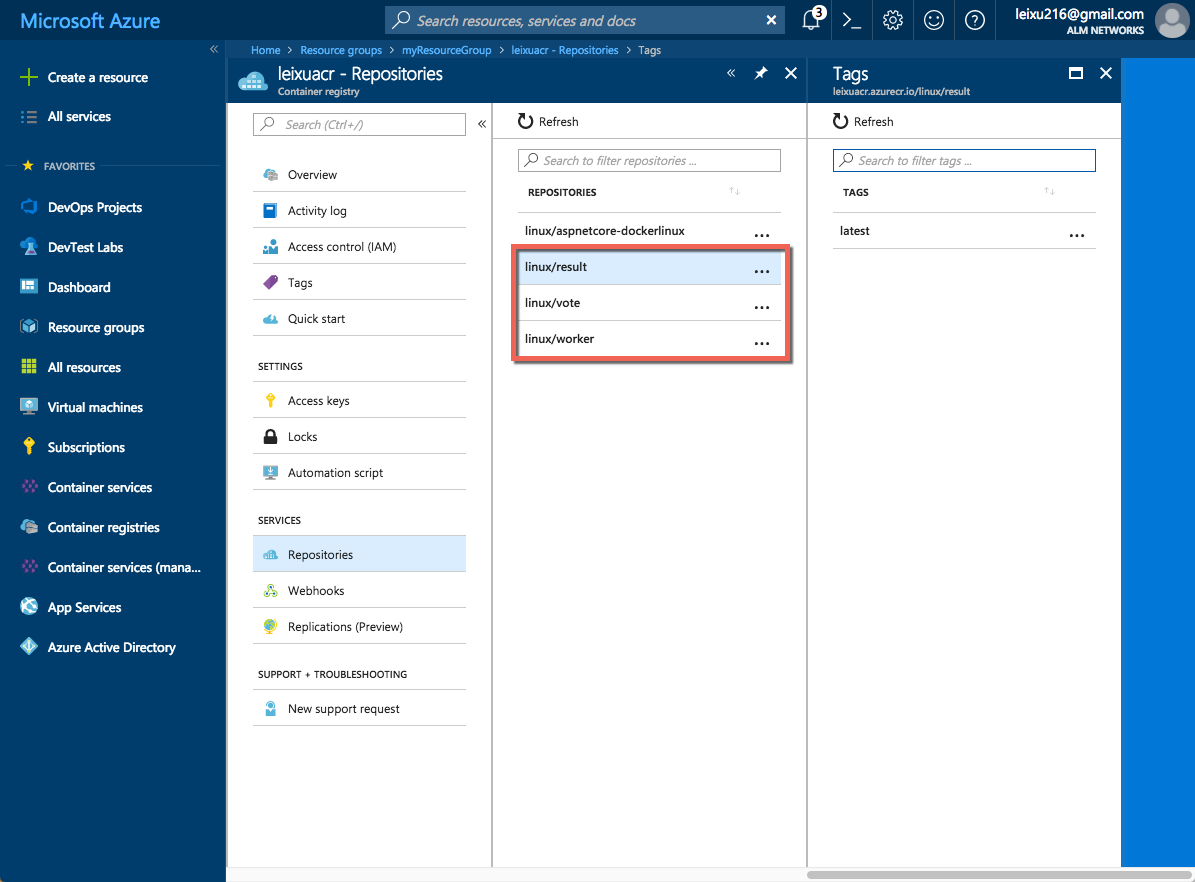 Microsoft Azure
Search resources, services and docs
3
leixu216@gmail.com
ALM NETWORKS
Create a resource
All services
FAVORITES
DevOps Projects
DevTest Labs
Dashboard
Resource groups
All resources
Virtual machines
Subscriptions
Container services
Container registries
Container services (mana...
App Services
Azure Active Directory
Home > Resource groups > myResourceGroup > leixuacr - Repositories > Tags
leixuacr - Repositories
Container registry
Search (Ctrl+/)
Overview
Activity log
Access control (IAM)
Tags
Quick start
SETTINGS
Access keys
Locks
Automation script
SERVICES
Repositories
Webhooks
Replications (Preview)
SUPPORT + TROUBLESHOOTING
New support request
Refresh
Search to filter repositories ...
REPOSITORIES
linux/aspnetcore-dockerlinux ...
linux/result ...
linux/vote ...
linux/worker ...
Tags
leixuacr.azurecr.io/linux/result
Refresh
Search to filter tags ...
TAGS
latest ...